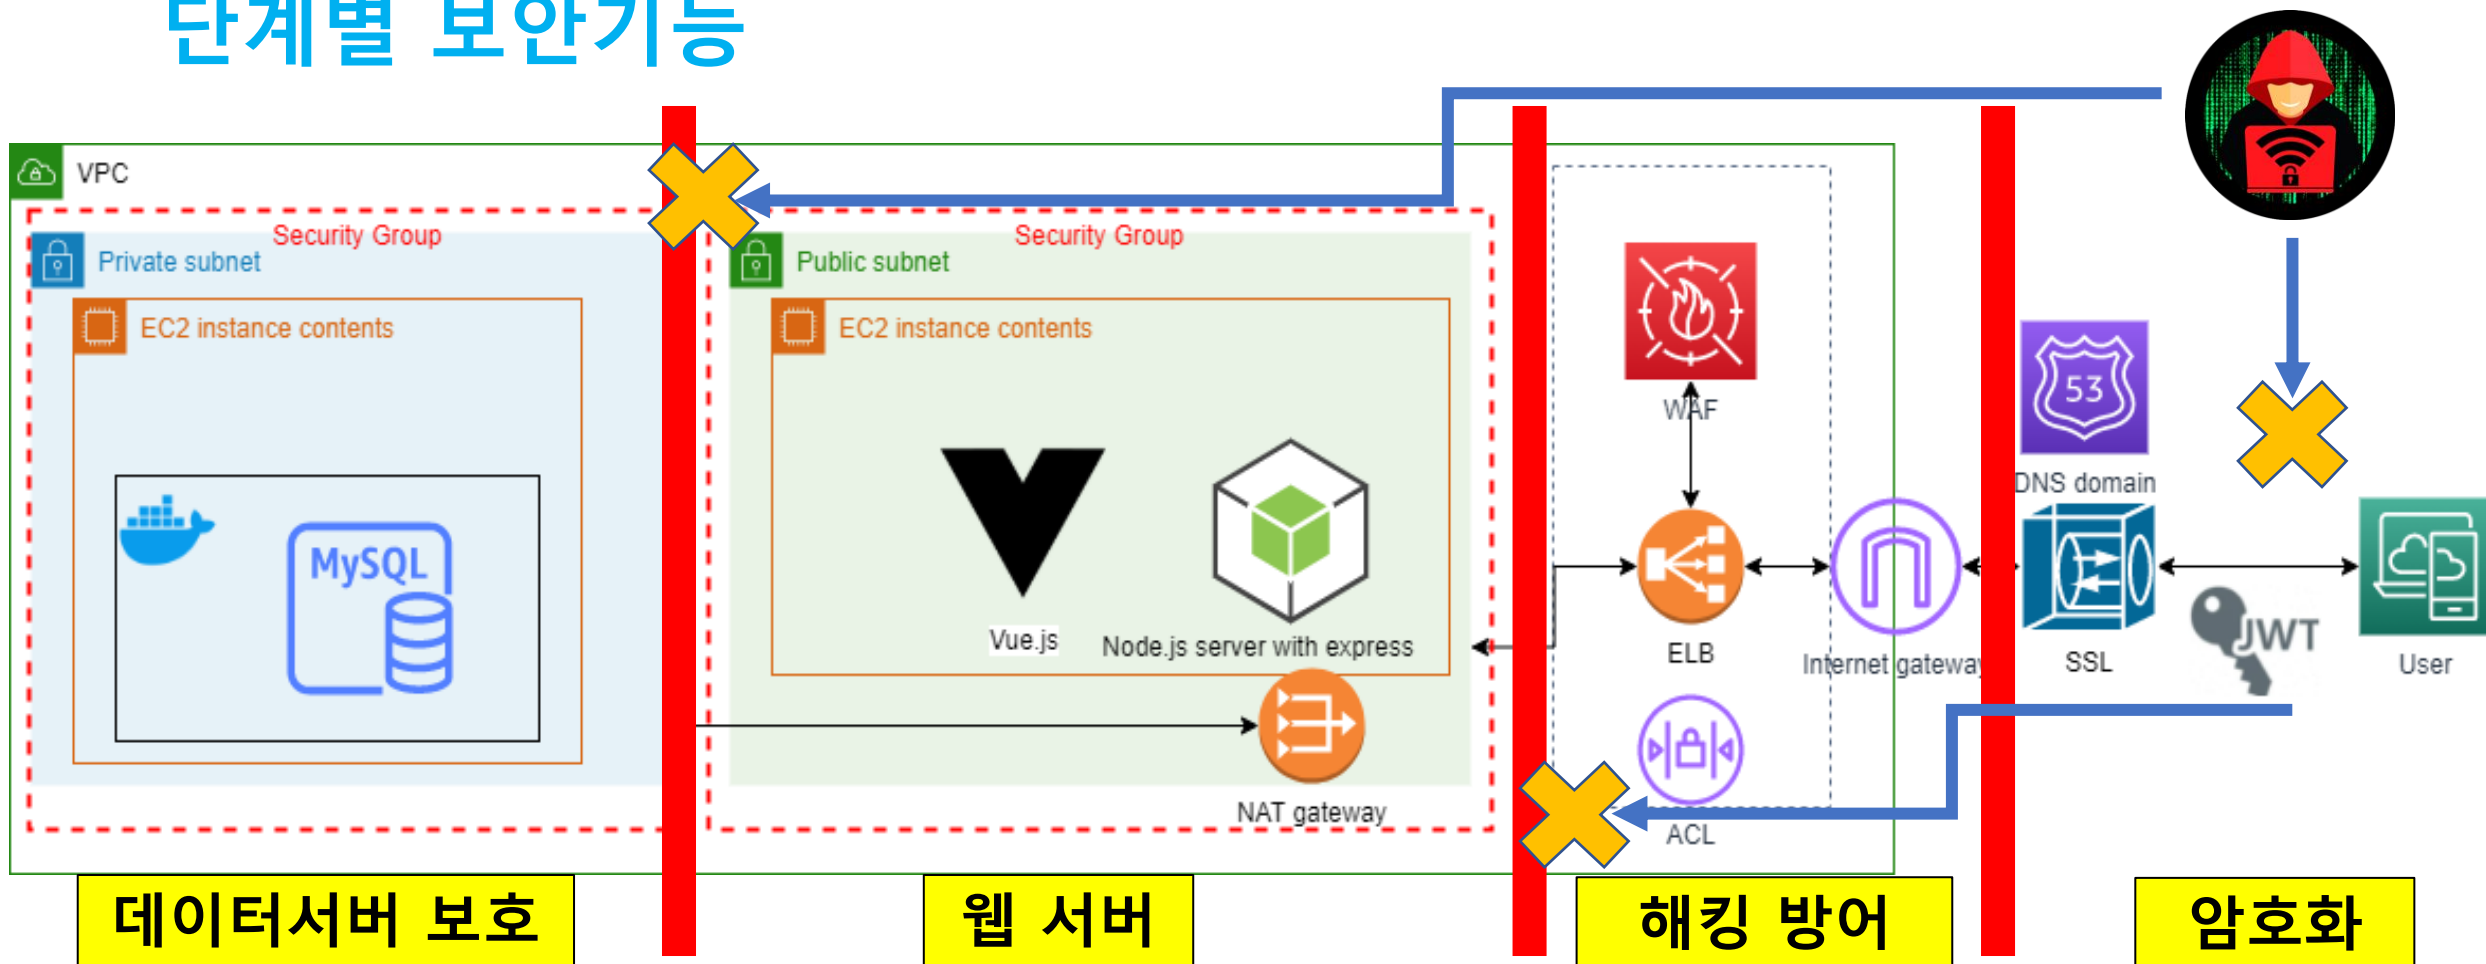 단계별 보안기능
VPC
Security Group
Private subnet
EC2 instance contents
MySQL
Security Group
Public subnet
EC2 instance contents
Vue.js
Node.js server with express
NAT gateway
WAF
ELB
ACL
Internet gateway
53
DNS domain
SSL
JWT
User
데이터서버 보호
웹 서버
해킹 방어
암호화